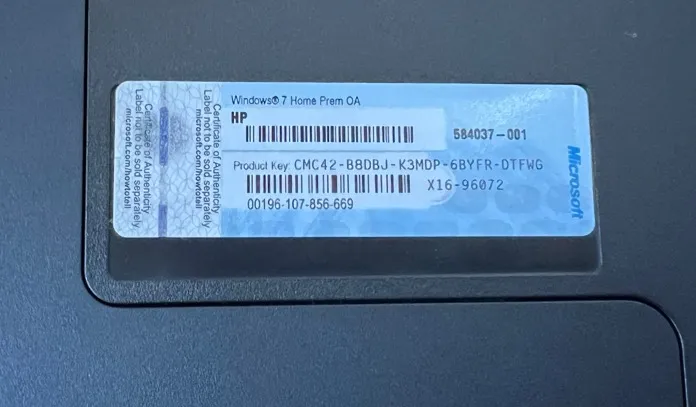 Windows® 7 Home Prem OA
HP
584037-001
Product Key: CMC42-B8DBJ-K3MDP-6BYFR-DTFWG
X16-96072
00196-107-856-669
Microsoft
Certificate of Authenticity
Label not to be sold separately
microsoft.com/howtotell
Certificate of Authenticity
Label not to be sold separately
microsoft.com/howtotell